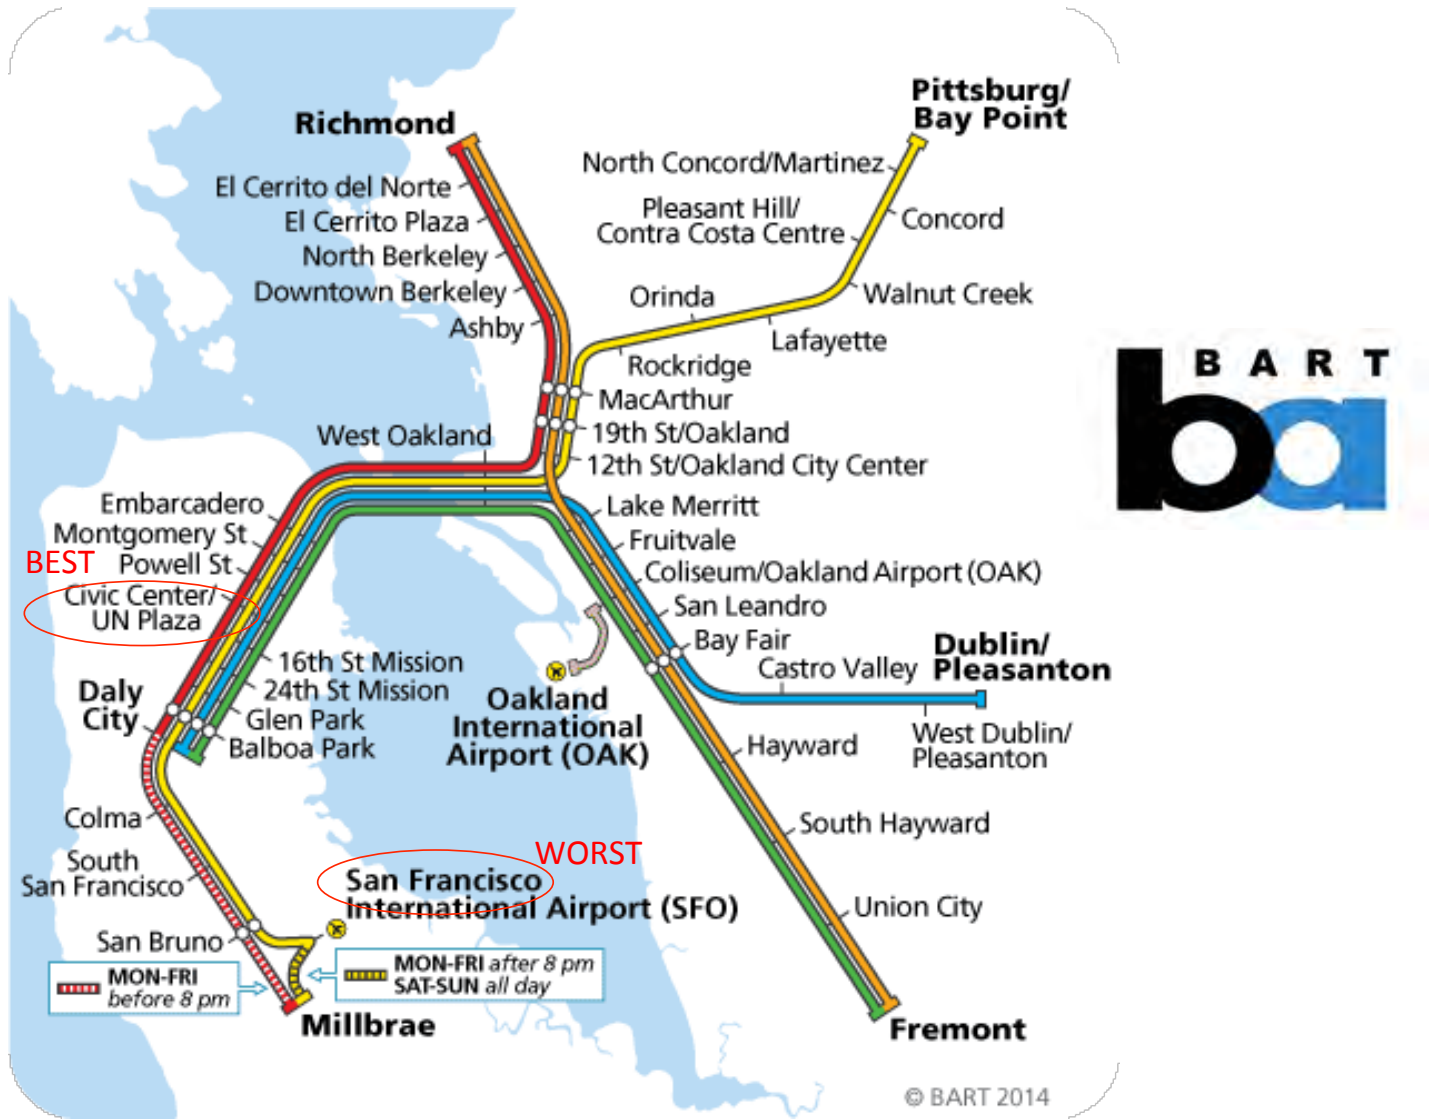 Richmond
El Cerrito del Norte
El Cerrito Plaza
North Berkeley
Downtown Berkeley
Ashby
Pittsburg/
Bay Point
North Concord/Martinez
Concord
Pleasant Hill/
Contra Costa Centre
Walnut Creek
Orinda
Lafayette
Rockridge
MacArthur
19th St/Oakland
12th St/Oakland City Center
BART
ba
West Oakland
Embarcadero
Montgomery St
BEST
Powell St
Civic Center/
UN Plaza
16th St Mission
24th St Mission
Glen Park
Balboa Park
Daly
City
Lake Merritt
Fruitvale
Coliseum/Oakland Airport (OAK)
San Leandro
Bay Fair
Castro Valley
Dublin/
Pleasanton
West Dublin/
Pleasanton
Oakland
International
Airport (OAK)
Hayward
South Hayward
Union City
Fremont
Colma
South
San Francisco
WORST
San Francisco
International Airport (SFO)
San Bruno
MON-FRI
before 8 pm
MON-FRI after 8 pm
SAT-SUN all day
Millbrae
© BART 2014